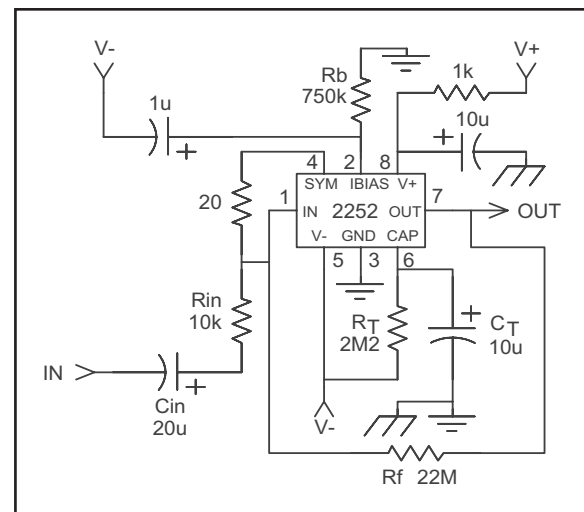 V-
Rb
750k
1k
V+
1u
10u
+
+
4
2
8
SYM
IBIAS
V+
1
IN
2252
OUT
7
OUT
20
V-
GND
CAP
5
3
6
Rin
10k
RT
2M2
+
CT
10u
IN
+
Cin
20u
V-
Rf 22M